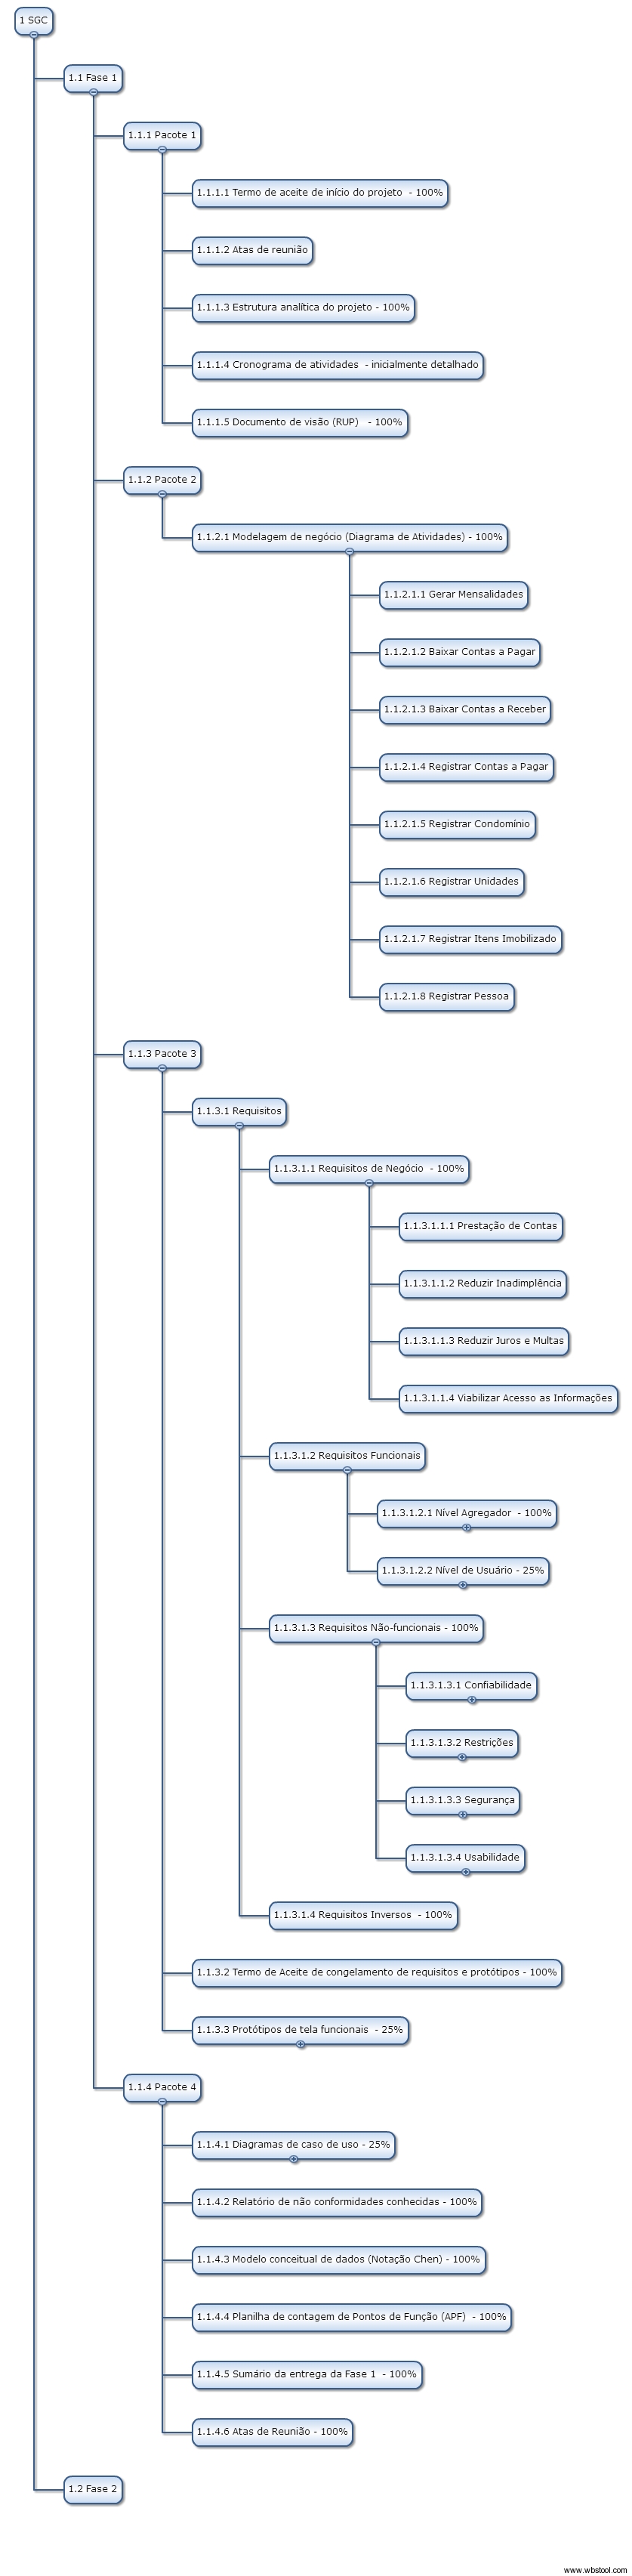 1 SGC
1.1 Fase 1
1.1.1 Pacote 1
1.1.1.1 Termo de aceite de início do projeto - 100%
1.1.1.2 Atas de reunião
1.1.1.3 Estrutura analítica do projeto - 100%
1.1.1.4 Cronograma de atividades - inicialmente detalhado
1.1.1.5 Documento de visão (RUP) - 100%
1.1.2 Pacote 2
1.1.2.1 Modelagem de negócio (Diagrama de Atividades) - 100%
1.1.2.1.1 Gerar Mensalidades
1.1.2.1.2 Baixar Contas a Pagar
1.1.2.1.3 Baixar Contas a Receber
1.1.2.1.4 Registrar Contas a Pagar
1.1.2.1.5 Registrar Condomínio
1.1.2.1.6 Registrar Unidades
1.1.2.1.7 Registrar Itens Imobilizado
1.1.2.1.8 Registrar Pessoa
1.1.3 Pacote 3
1.1.3.1 Requisitos
1.1.3.1.1 Requisitos de Negócio - 100%
1.1.3.1.1.1 Prestação de Contas
1.1.3.1.1.2 Reduzir Inadimplência
1.1.3.1.1.3 Reduzir Juros e Multas
1.1.3.1.1.4 Viabilizar Acesso as Informações
1.1.3.1.2 Requisitos Funcionais
1.1.3.1.2.1 Nível Agregador - 100%
1.1.3.1.2.2 Nível de Usuário - 25%
1.1.3.1.3 Requisitos Não-funcionais - 100%
1.1.3.1.3.1 Confiabilidade
1.1.3.1.3.2 Restrições
1.1.3.1.3.3 Segurança
1.1.3.1.3.4 Usabilidade
1.1.3.1.4 Requisitos Inversos - 100%
1.1.3.2 Termo de Aceite de congelamento de requisitos e protótipos - 100%
1.1.3.3 Protótipos de tela funcionais - 25%
1.1.4 Pacote 4
1.1.4.1 Diagramas de caso de uso - 25%
1.1.4.2 Relatório de não conformidades conhecidas - 100%
1.1.4.3 Modelo conceitual de dados (Notação Chen) - 100%
1.1.4.4 Planilha de contagem de Pontos de Função (APF) - 100%
1.1.4.5 Sumário da entrega da Fase 1 - 100%
1.1.4.6 Atas de Reunião - 100%
1.2 Fase 2
www.wbstool.com